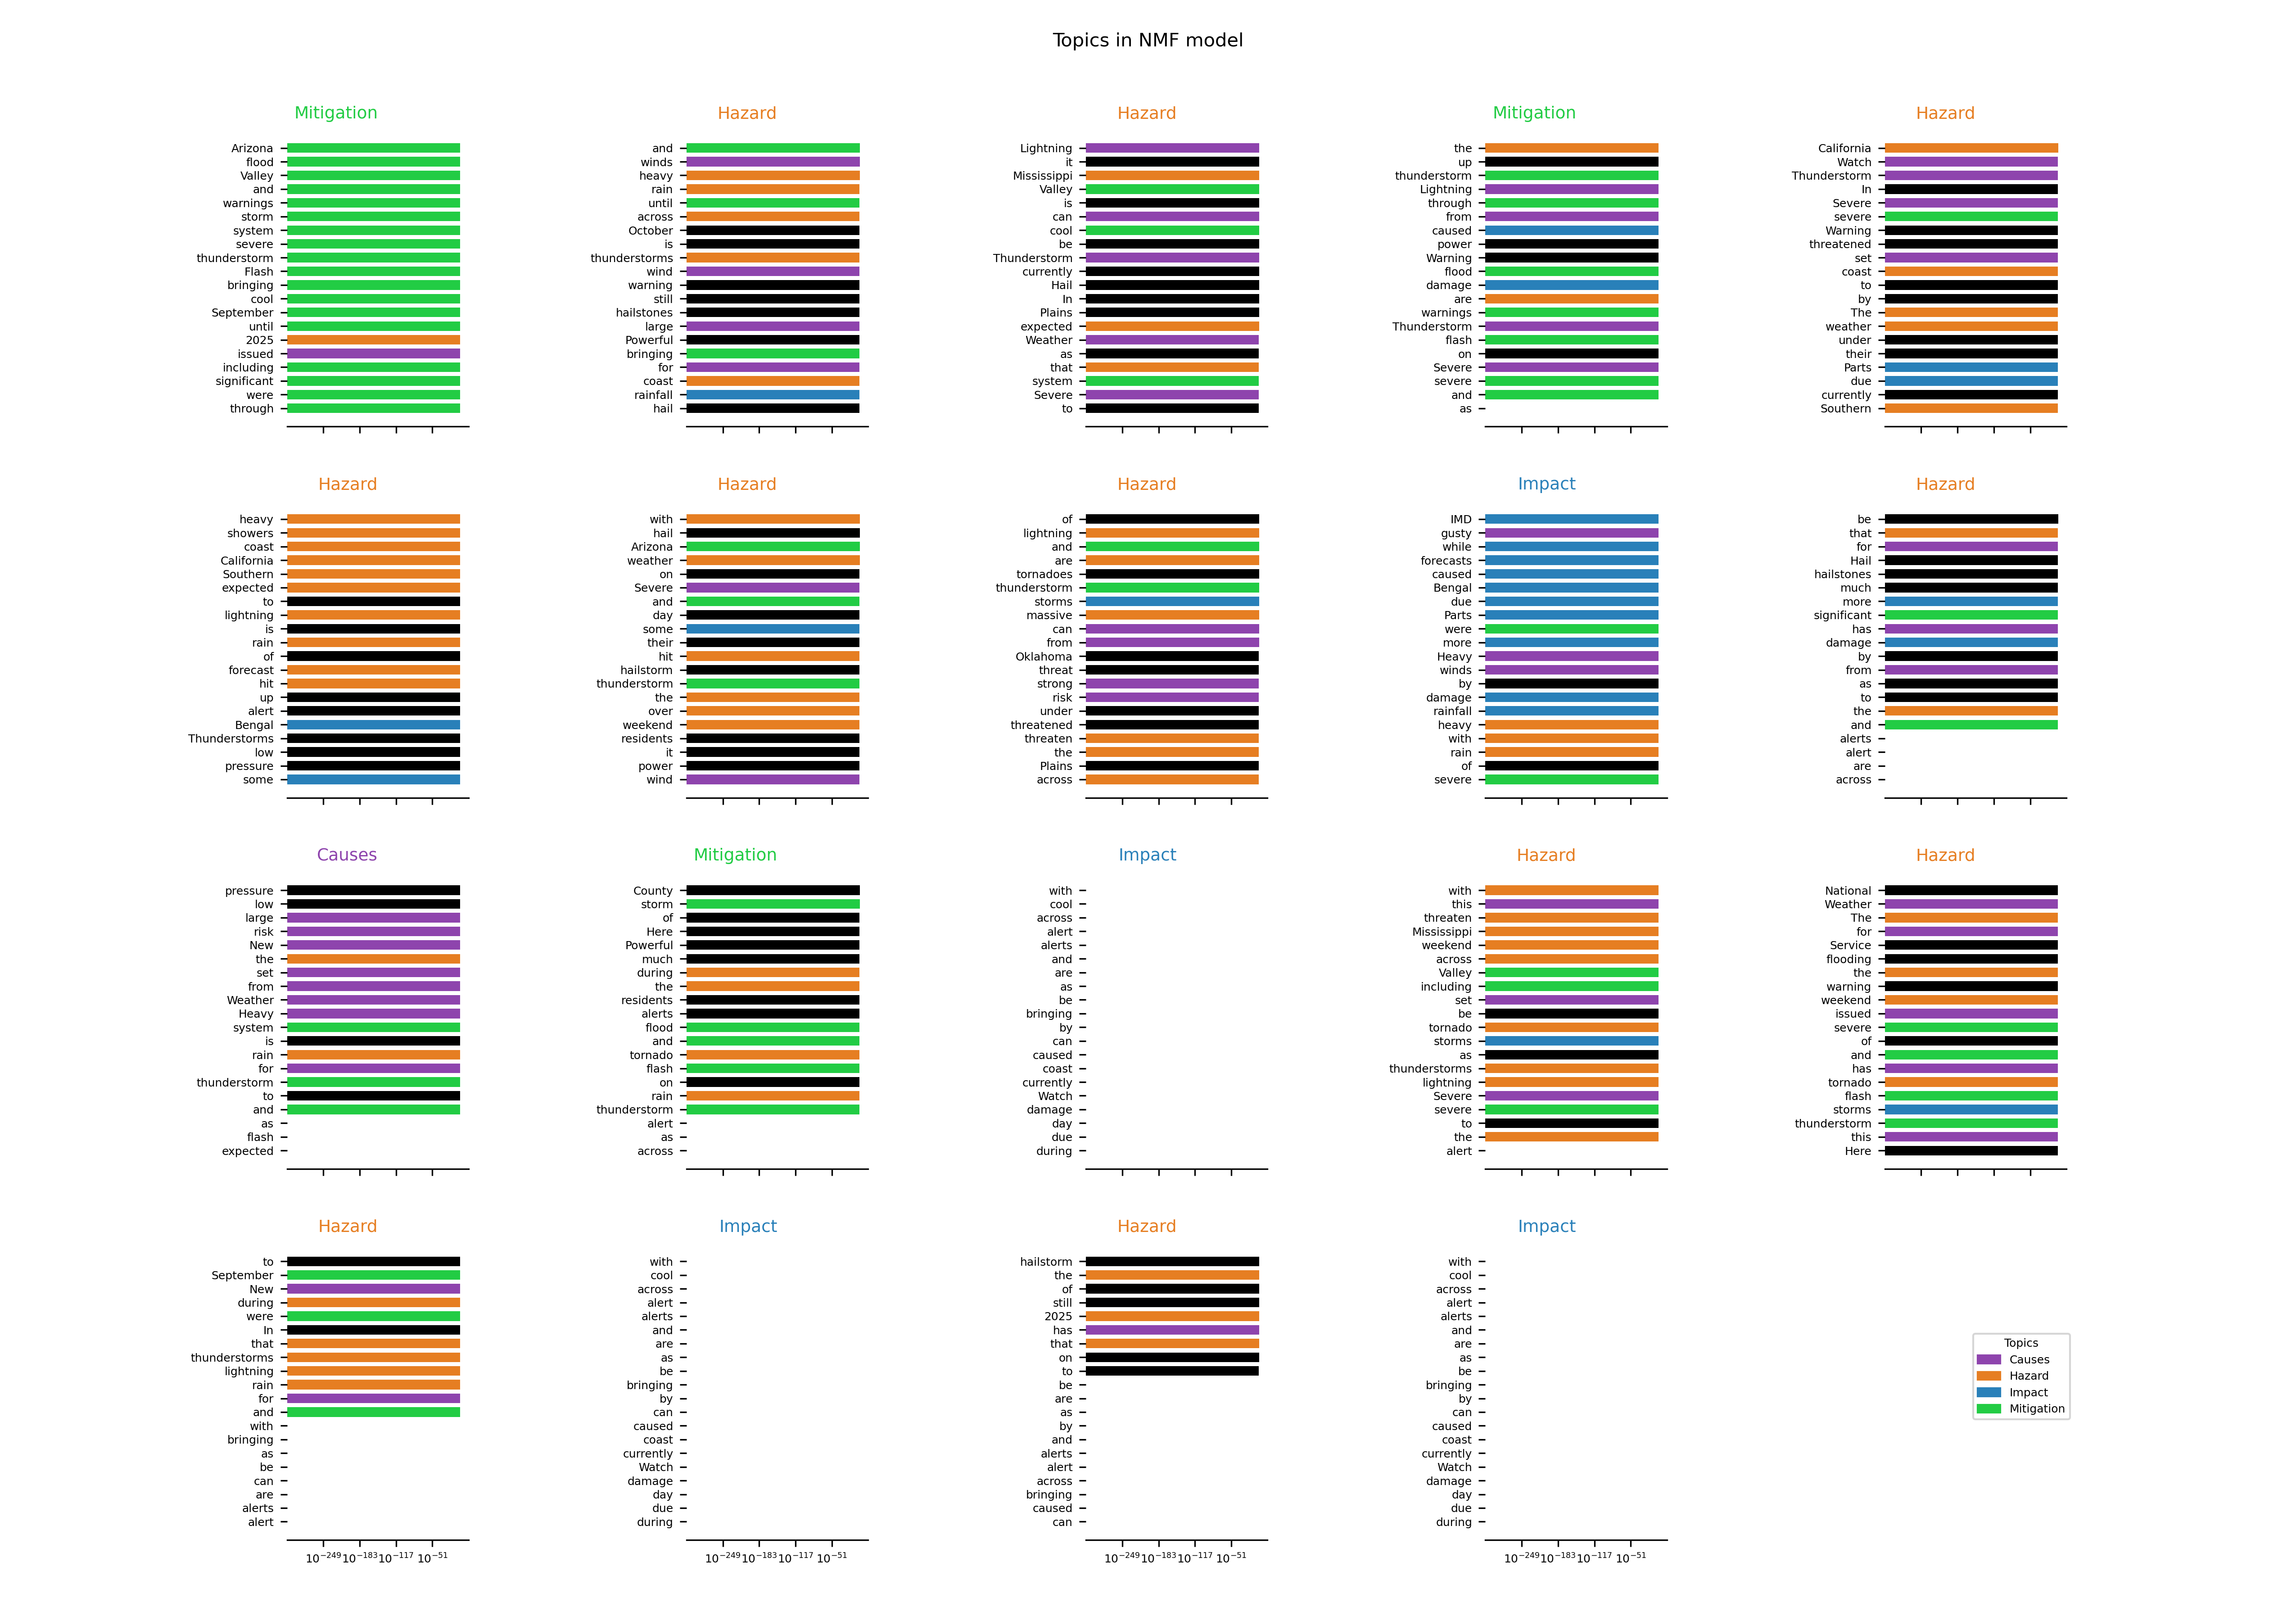 Topics in NMF model
Mitigation
Arizona
flood
Valley
and
warnings
storm
system
severe
thunderstorm
Flash
bringing
cool
September
until
2025
issued
including
significant
were
through
Hazard
and
winds
heavy
rain
until
across
October
is
thunderstorms
wind
warning
still
hailstones
large
Powerful
bringing
for
coast
rainfall
hail
Hazard
Lightning
it
Mississippi
Valley
is
can
cool
be
Thunderstorm
currently
Hail
In
Plains
expected
Weather
as
that
system
Severe
to
Mitigation
the
up
thunderstorm
Lightning
through
from
caused
power
Warning
flood
damage
are
warnings
Thunderstorm
flash
on
Severe
severe
and
as
Hazard
California
Watch
Thunderstorm
In
Severe
severe
Warning
threatened
set
coast
to
by
The
weather
under
their
Parts
due
currently
Southern
Hazard
heavy
showers
coast
California
Southern
expected
to
lightning
is
rain
of
forecast
hit
up
alert
Bengal
Thunderstorms
low
pressure
some
Hazard
with
hail
Arizona
weather
on
Severe
and
day
some
their
hit
hailstorm
thunderstorm
the
over
weekend
residents
it
power
wind
Hazard
of
lightning
and
are
tornadoes
thunderstorm
storms
massive
can
from
Oklahoma
threat
strong
risk
under
threatened
threaten
the
Plains
across
Impact
IMD
gusty
while
forecasts
caused
Bengal
due
Parts
were
more
Heavy
winds
by
damage
rainfall
heavy
with
rain
of
severe
Hazard
be
that
for
Hail
hailstones
much
more
significant
has
damage
by
from
as
to
the
and
alerts
alert
are
across
Causes
pressure
low
large
risk
New
the
set
from
Weather
Heavy
system
is
rain
for
thunderstorm
to
and
as
flash
expected
Mitigation
County
storm
of
Here
Powerful
much
during
the
residents
alerts
flood
and
tornado
flash
on
rain
thunderstorm
alert
as
across
Impact
with
cool
across
alert
alerts
and
are
as
be
bringing
by
can
caused
coast
currently
Watch
damage
day
due
during
Hazard
with
this
threaten
Mississippi
weekend
across
Valley
including
set
be
tornado
storms
as
thunderstorms
lightning
Severe
severe
to
the
alert
Hazard
National
Weather
The
for
Service
flooding
the
warning
weekend
issued
severe
of
and
has
tornado
flash
storms
thunderstorm
this
Here
Hazard
to
September
New
during
were
In
that
thunderstorms
lightning
rain
for
and
with
bringing
as
be
can
are
alerts
alert
10⁻²⁴⁹ 10⁻¹⁸³ 10⁻¹¹⁷ 10⁻⁵¹
Impact
with
cool
across
alert
alerts
and
are
as
be
bringing
by
can
caused
coast
currently
Watch
damage
day
due
during
10⁻²⁴⁹ 10⁻¹⁸³ 10⁻¹¹⁷ 10⁻⁵¹
Hazard
hailstorm
the
of
still
2025
has
that
on
to
be
are
as
by
and
alerts
alert
across
bringing
caused
can
10⁻²⁴⁹ 10⁻¹⁸³ 10⁻¹¹⁷ 10⁻⁵¹
Impact
with
cool
across
alert
alerts
and
are
as
be
bringing
by
can
caused
coast
currently
Watch
damage
day
due
during
10⁻²⁴⁹ 10⁻¹⁸³ 10⁻¹¹⁷ 10⁻⁵¹
Topics
Causes
Hazard
Impact
Mitigation